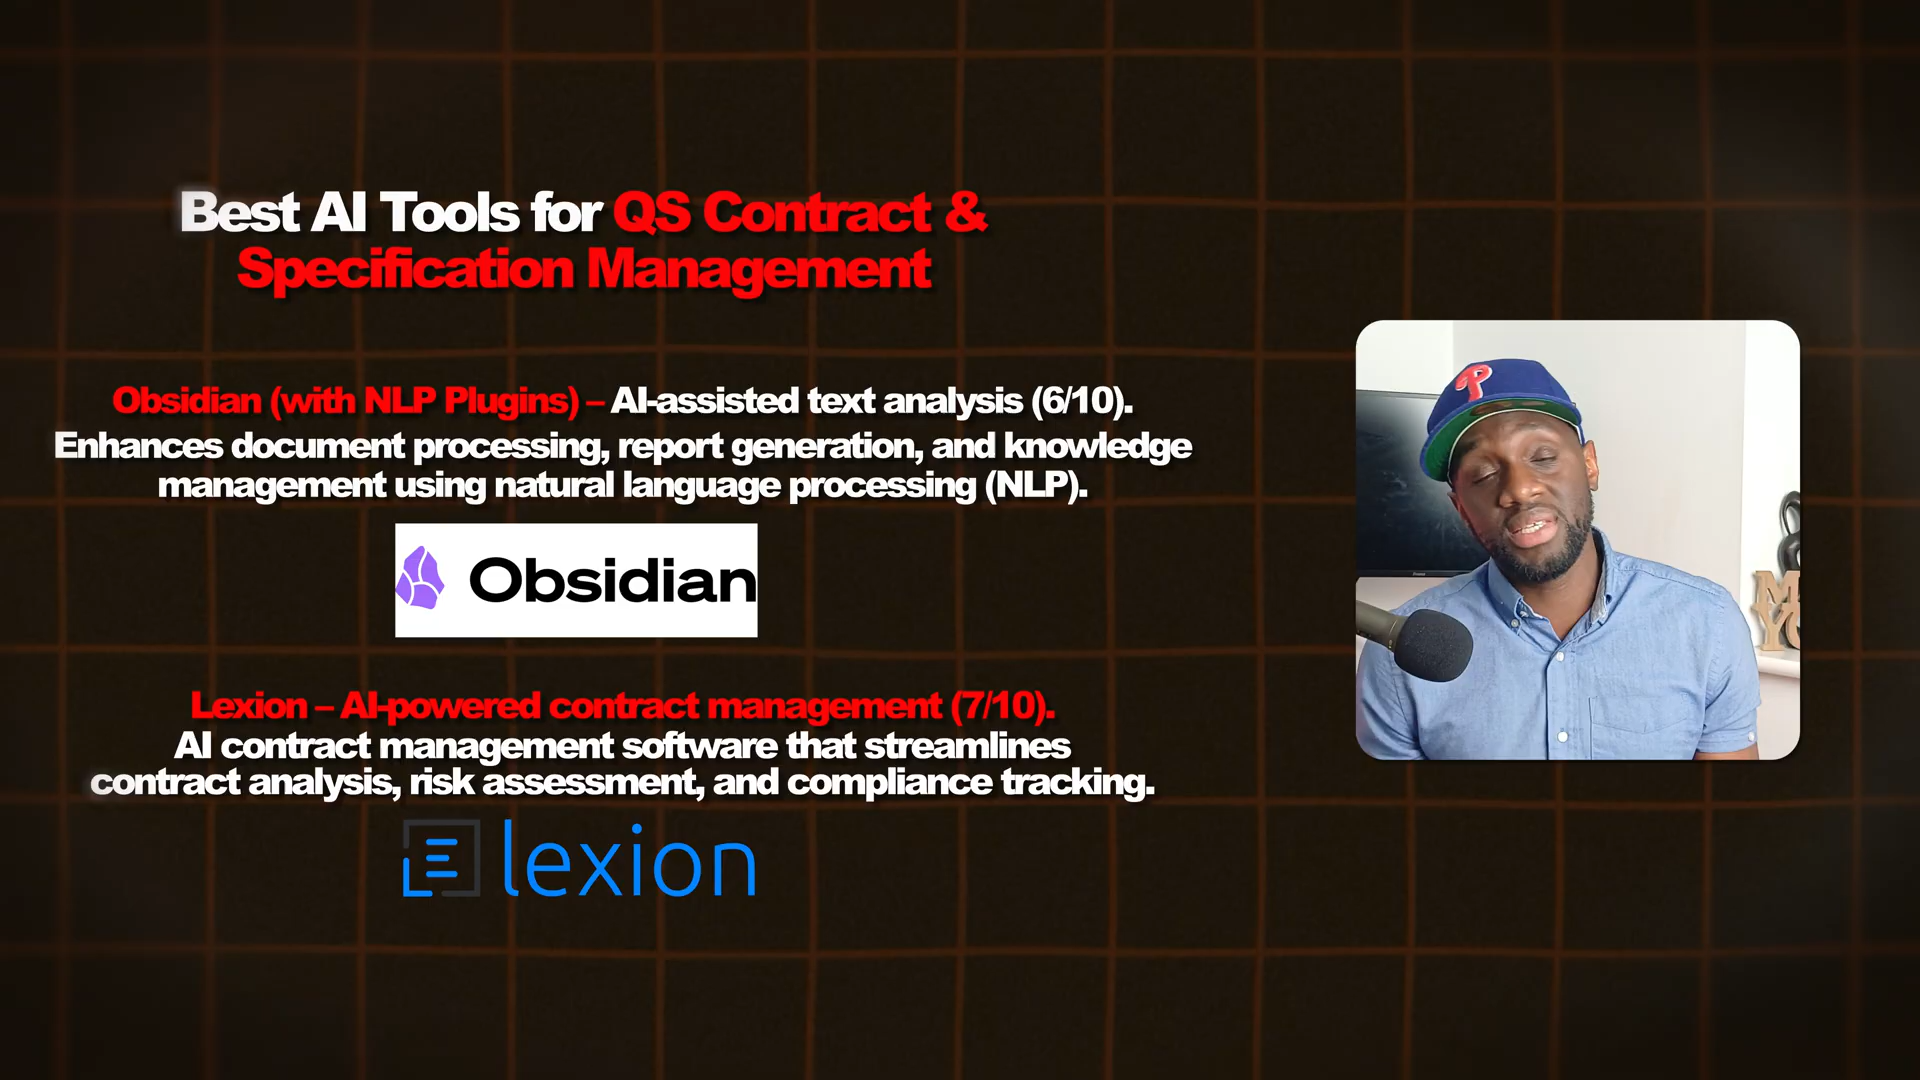 Best AI Tools for QS Contract &
Specification Management
Obsidian (with NLP Plugins) – AI-assisted text analysis (6/10).
Enhances document processing, report generation, and knowledge
management using natural language processing (NLP).
Obsidian
Lexion – AI-powered contract management (7/10).
AI contract management software that streamlines
contract analysis, risk assessment, and compliance tracking.
lexion
P